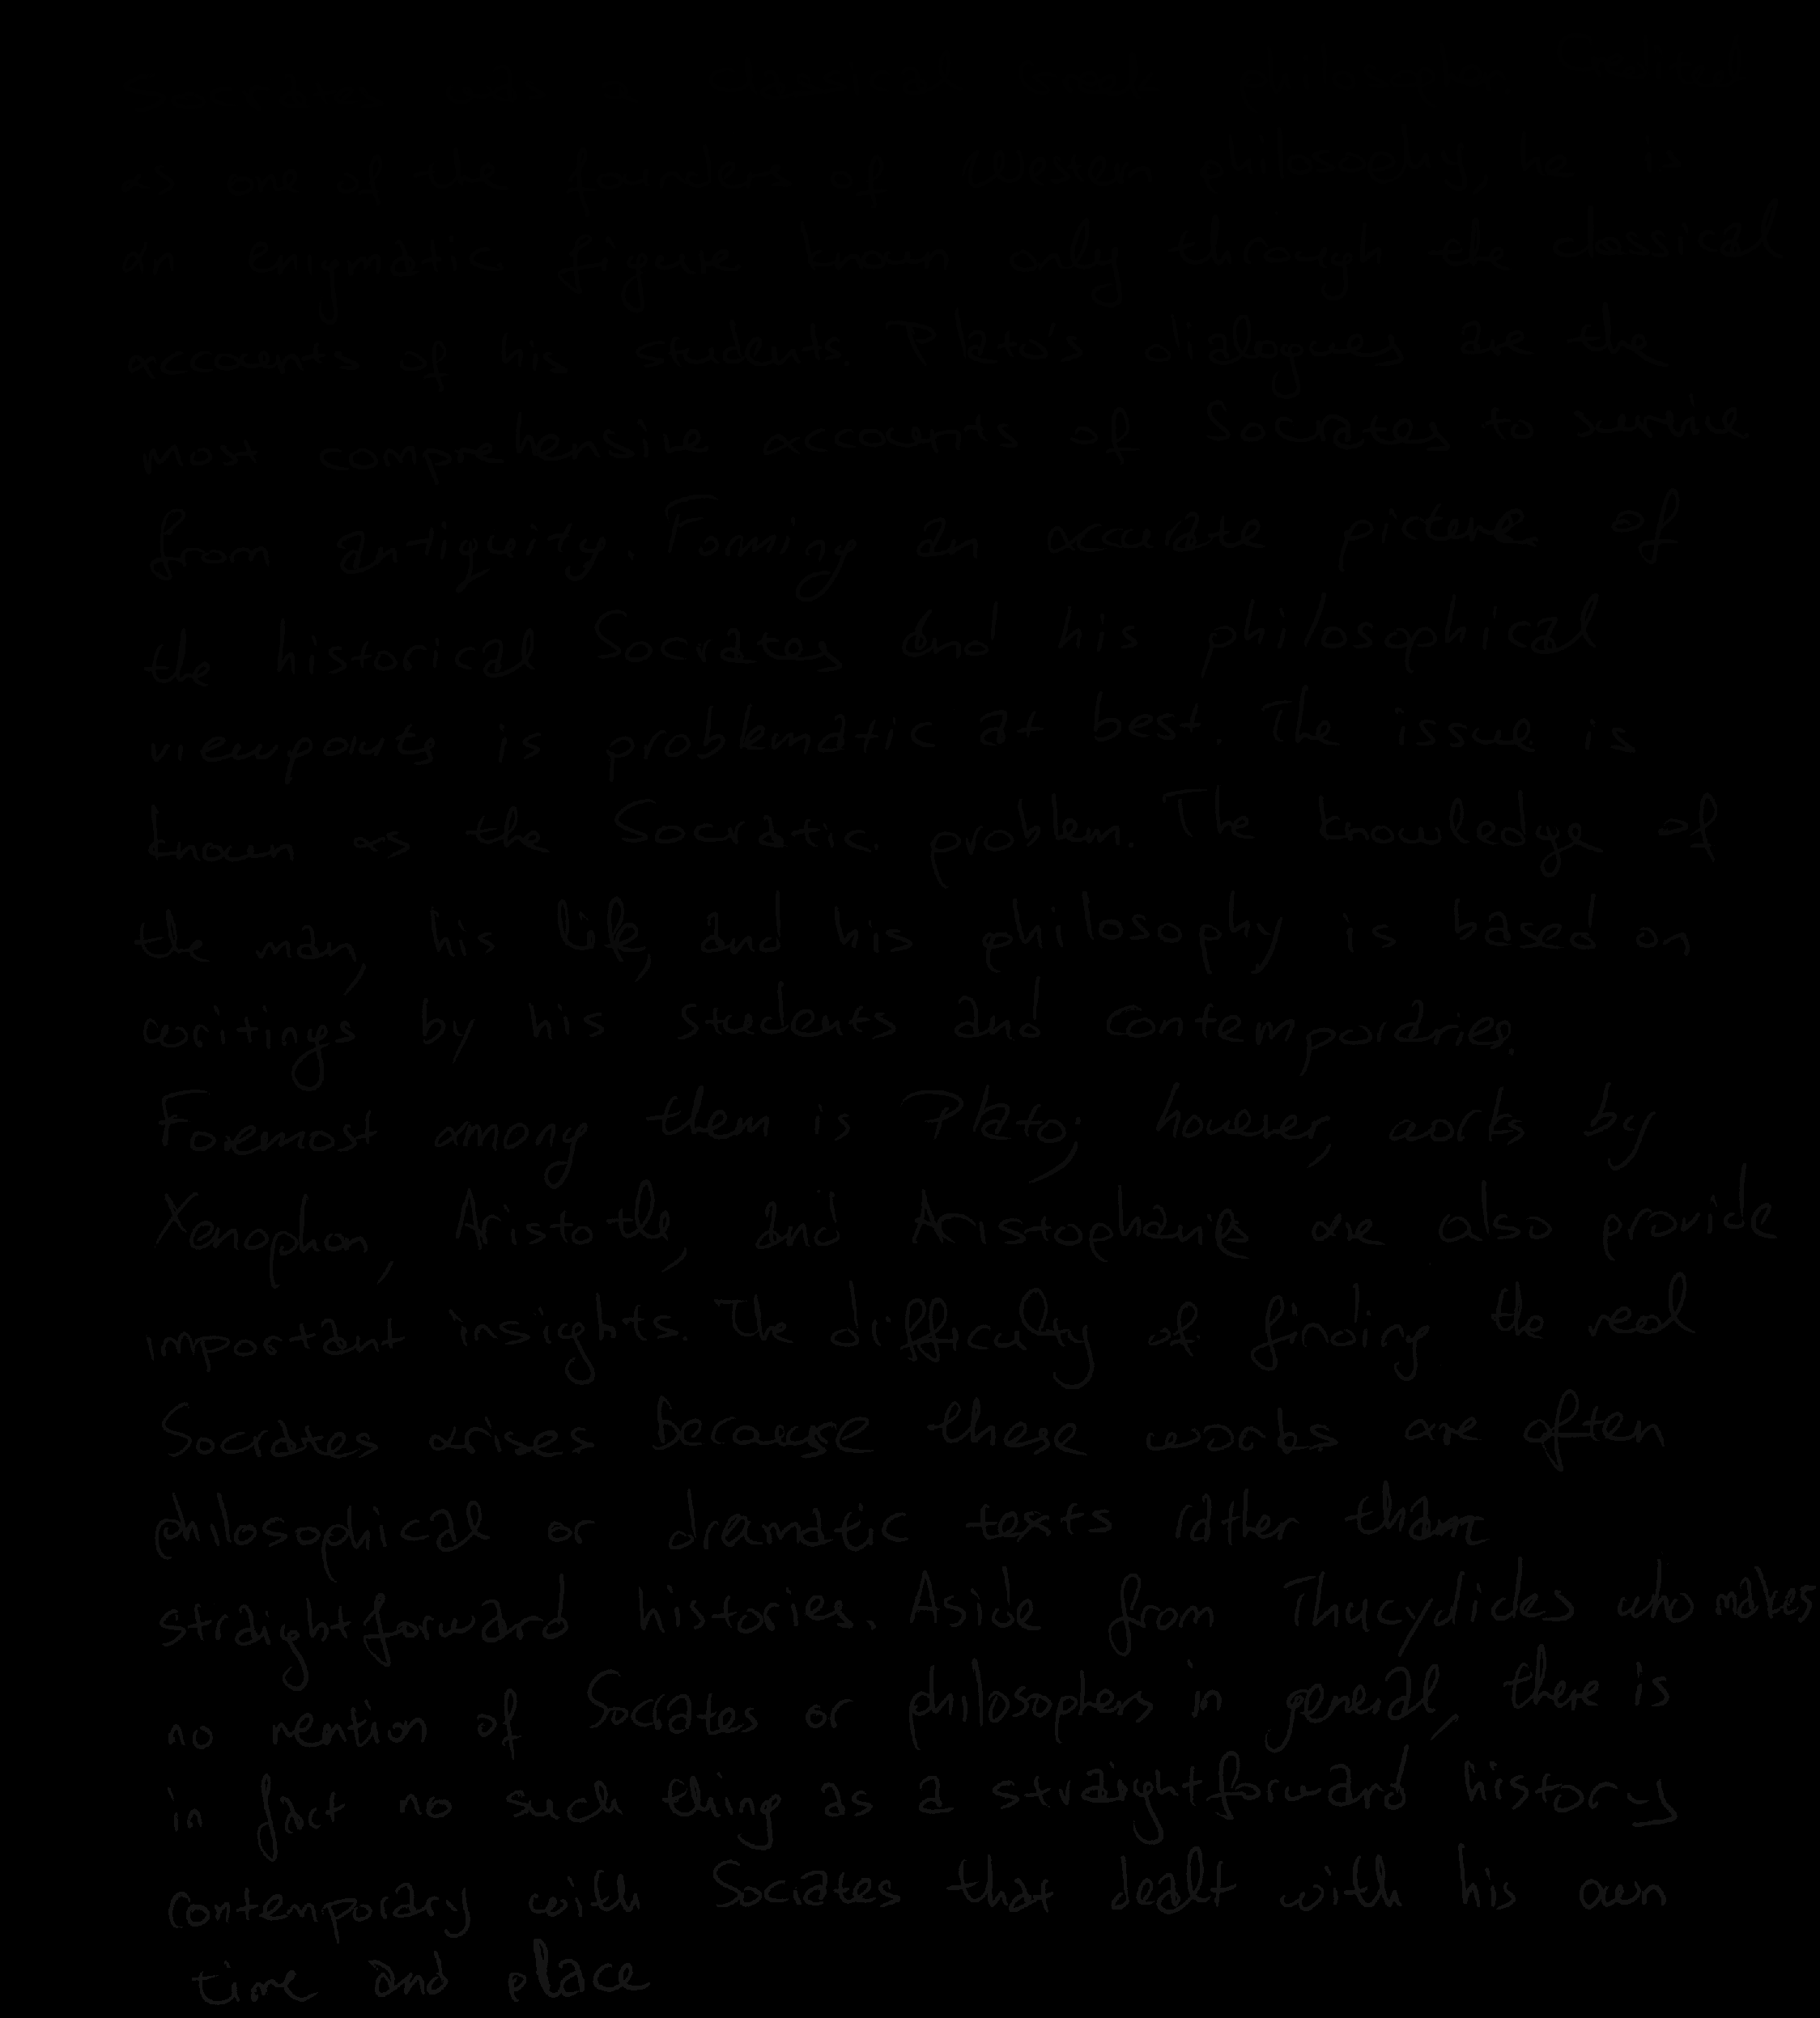 as one of the founders of Western philosophy, he is
an enigmatic figure known only through the classical
accounts of his students. Plato's dialogues are the
most comprehensive accounts of Socrates to survive
from antiquity. Forming an accurate picture of
the historical Socrates and his philosophical
viewpoints is problematic at best. The issue is
known as the Socratic problem. The knowledge of
the man, his life, and his philosophy is based on
writings by his students and contemporaries.
Foremost among them is Plato; however, works by
Xenophon, Aristotle, and Aristophanes are also provide
important insights. The difficulty of finding the real
Socrates arises because these works are often
philosophical or dramatic texts rather than
straightforward histories. Aside from Thucydides who makes
no mention of Socrates or philosophers in general, there is
in fact no such thing as a straightforward history
contemporary with Socrates that dealt with his own
time and place